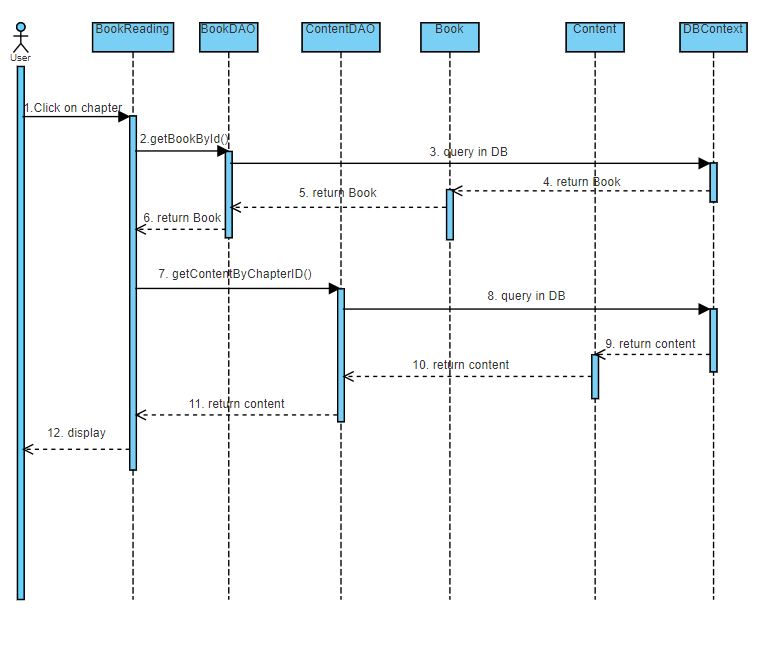 BookReading
BookDAO
ContentDAO
Book
Content
DBContext
User
1.Click on chapter
2.getBookById()
3. query in DB
4. return Book
5. return Book
6. return Book
7. getContentByChapterID()
8. query in DB
9. return content
10. return content
11. return content
12. display